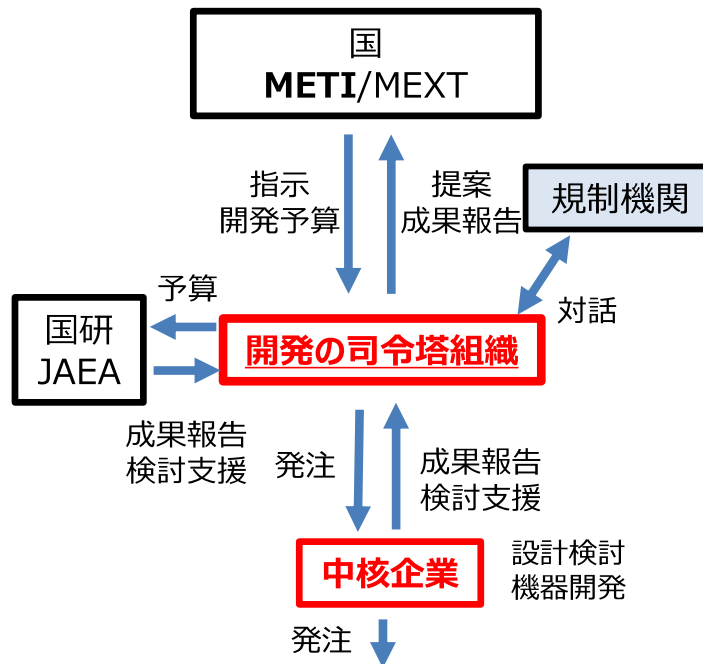 国
METI/MEXT
指示
開発予算
提案
成果報告
規制機関
対話
予算
国研
JAEA
開発の司令塔組織
成果報告
検討支援
発注
成果報告
検討支援
中核企業
設計検討
機器開発
発注